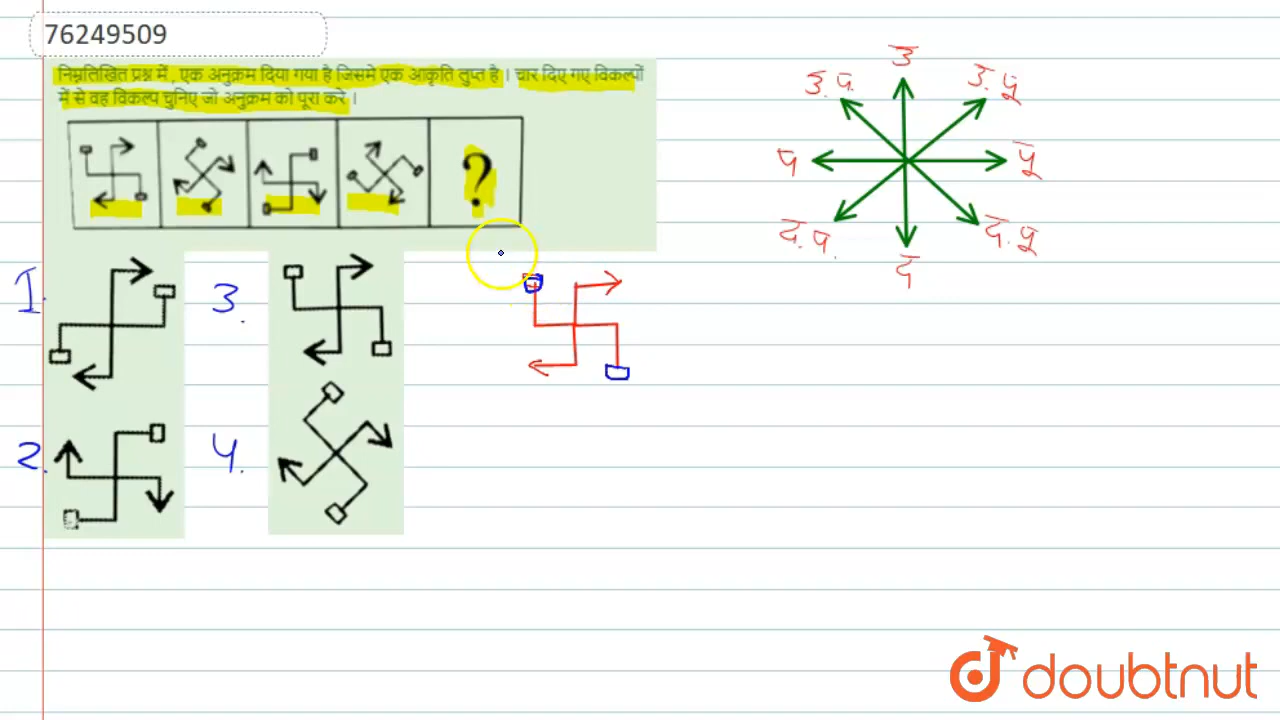 76249509
निम्नलिखित प्रश्न में , एक अनुक्रम दिया गया है जिसमे एक आकृति लुप्त है । चार दिए गए विकल्पों
में से वह विकल्प चुनिए जो अनुक्रम को पूरा करे ।
?
उ
उ.प.
उ.पू
प
पू
द.प.
द.पू
द
1.
3.
2.
4.
doubtnut